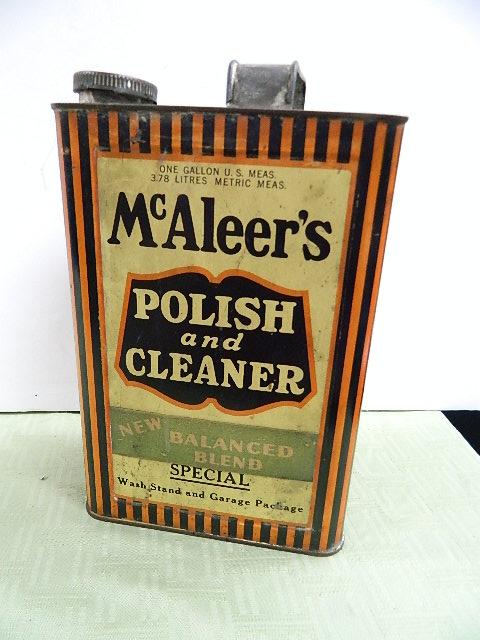 ONE GALLON U.S. MEAS.
3.78 LITRES METRIC MEAS.
McAleer's
POLISH
and
CLEANER
NEW BALANCED
BLEND
SPECIAL
Wash Stand and Garage Package